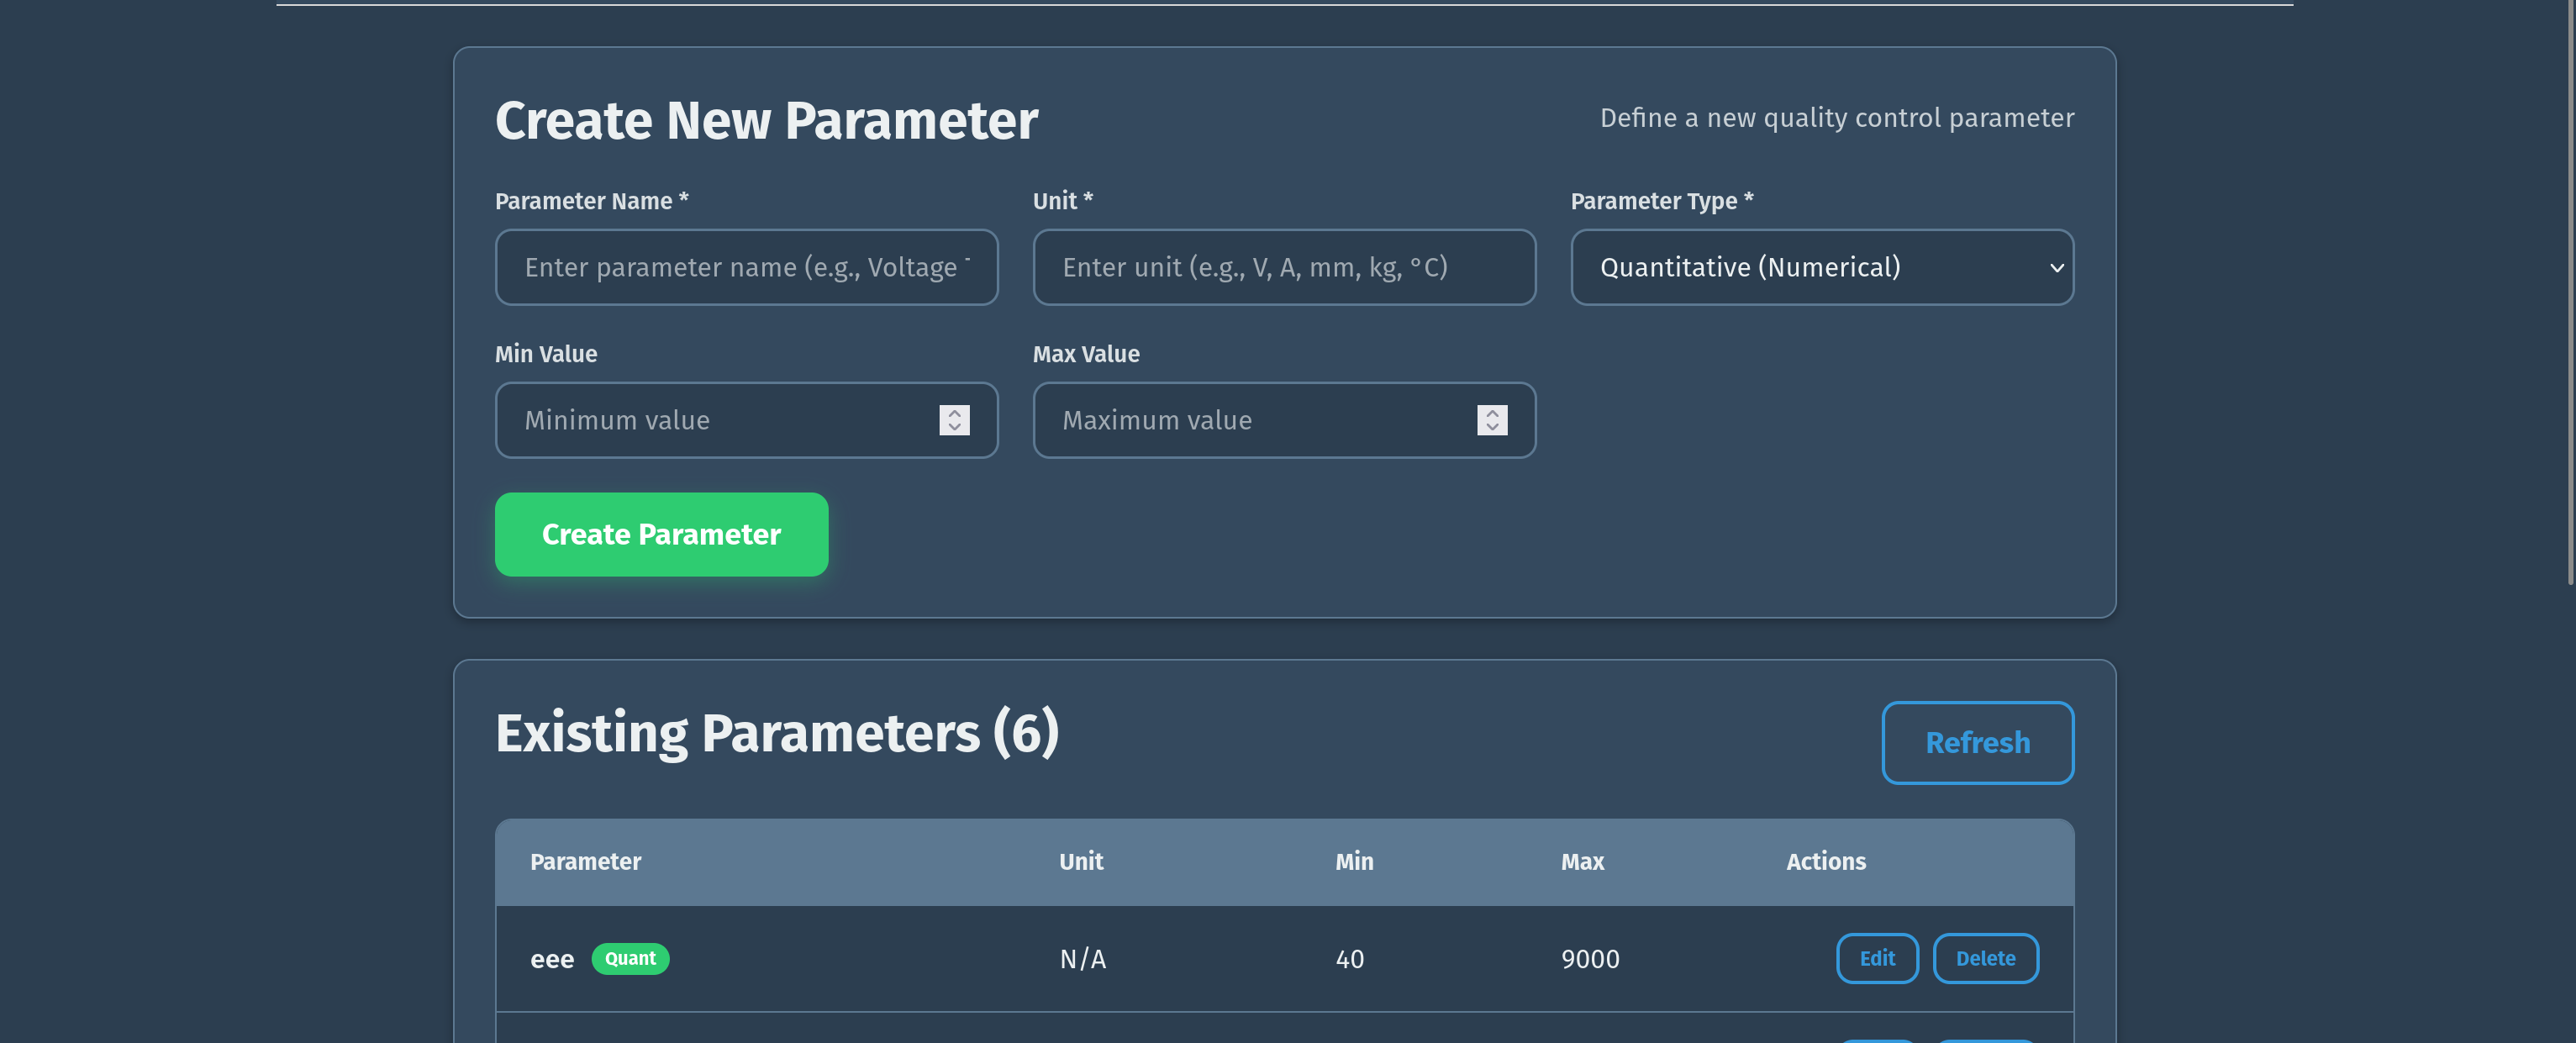 Create New Parameter
Define a new quality control parameter
Parameter Name *
Unit *
Parameter Type *
Enter parameter name (e.g., Voltage
Enter unit (e.g., V, A, mm, kg, °C)
Quantitative (Numerical)
Min Value
Max Value
Minimum value
Maximum value
Create Parameter
Existing Parameters (6)
Refresh
Parameter
Unit
Min
Max
Actions
eee
Quant
N/A
40
9000
Edit
Delete